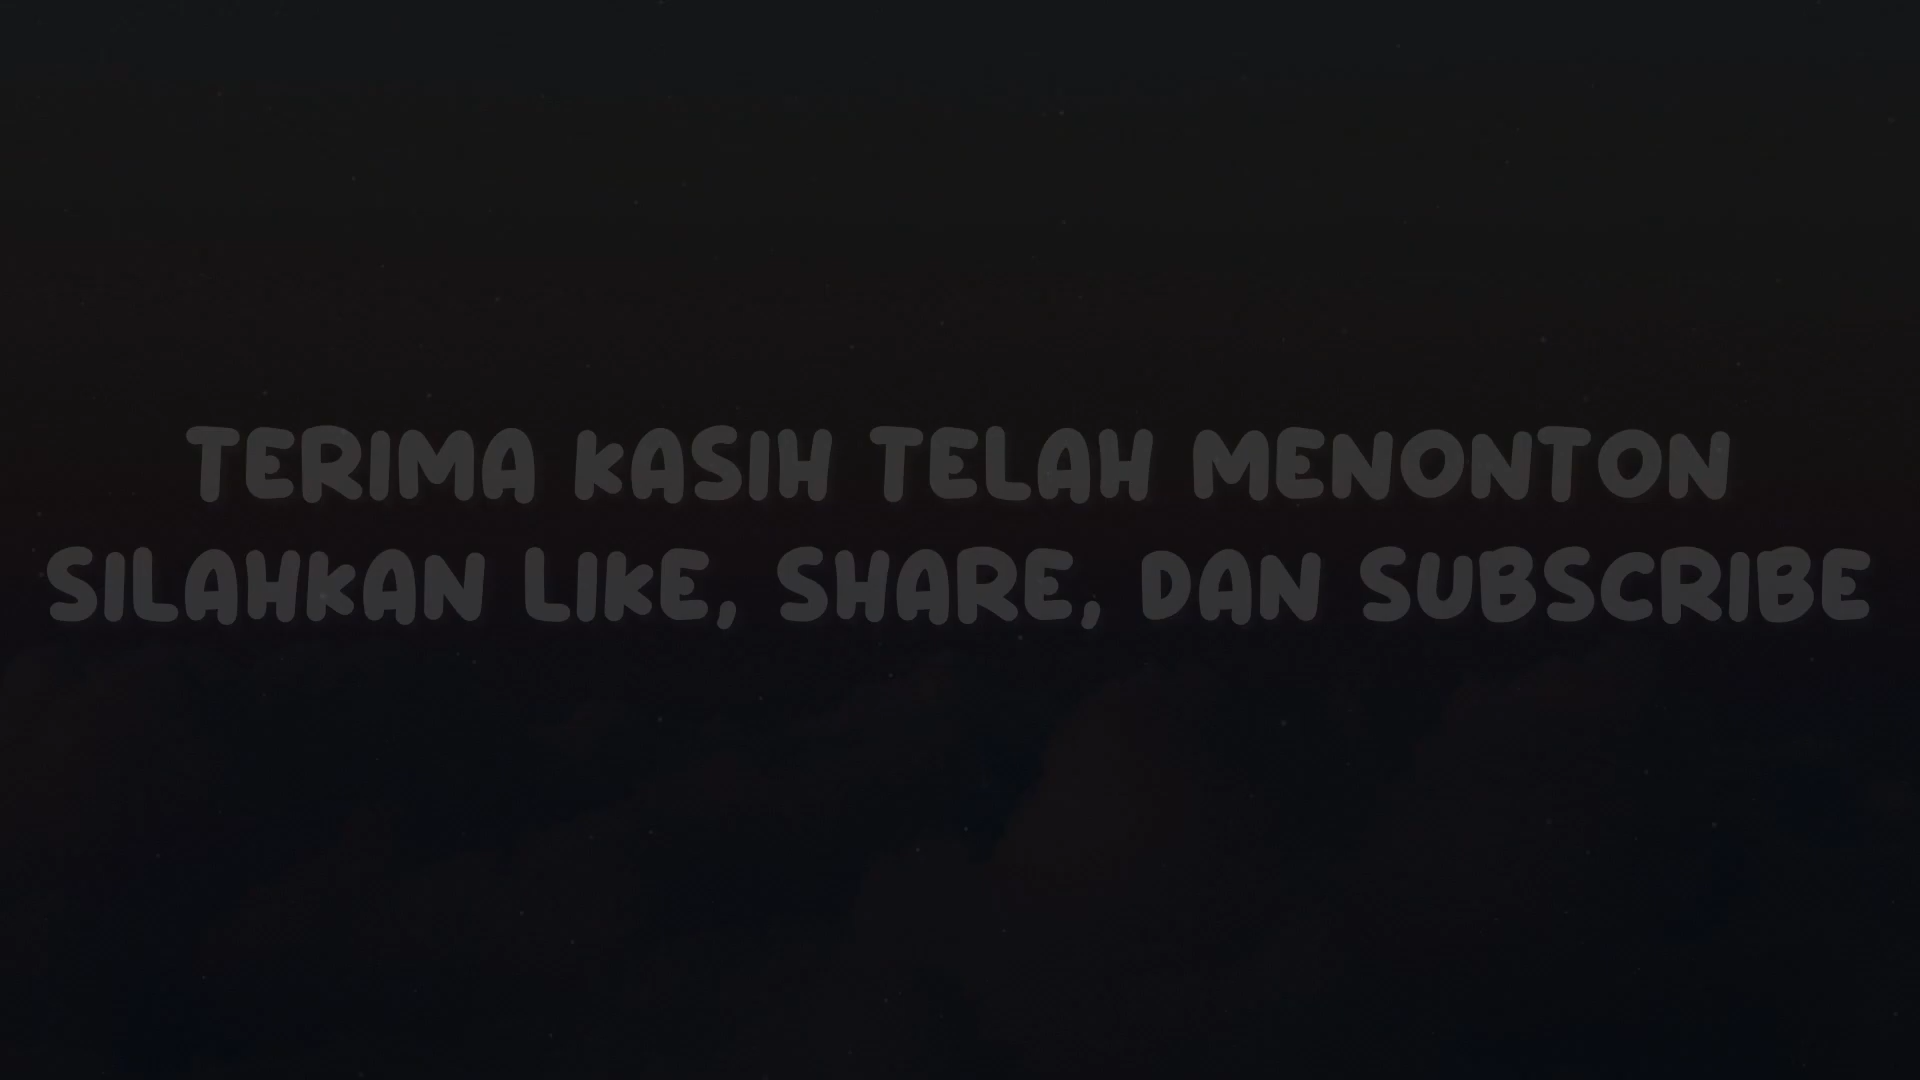 TERIMA KASIH TELAH MENONTON
SILAHKAN LIKE, SHARE, DAN SUBSCRIBE